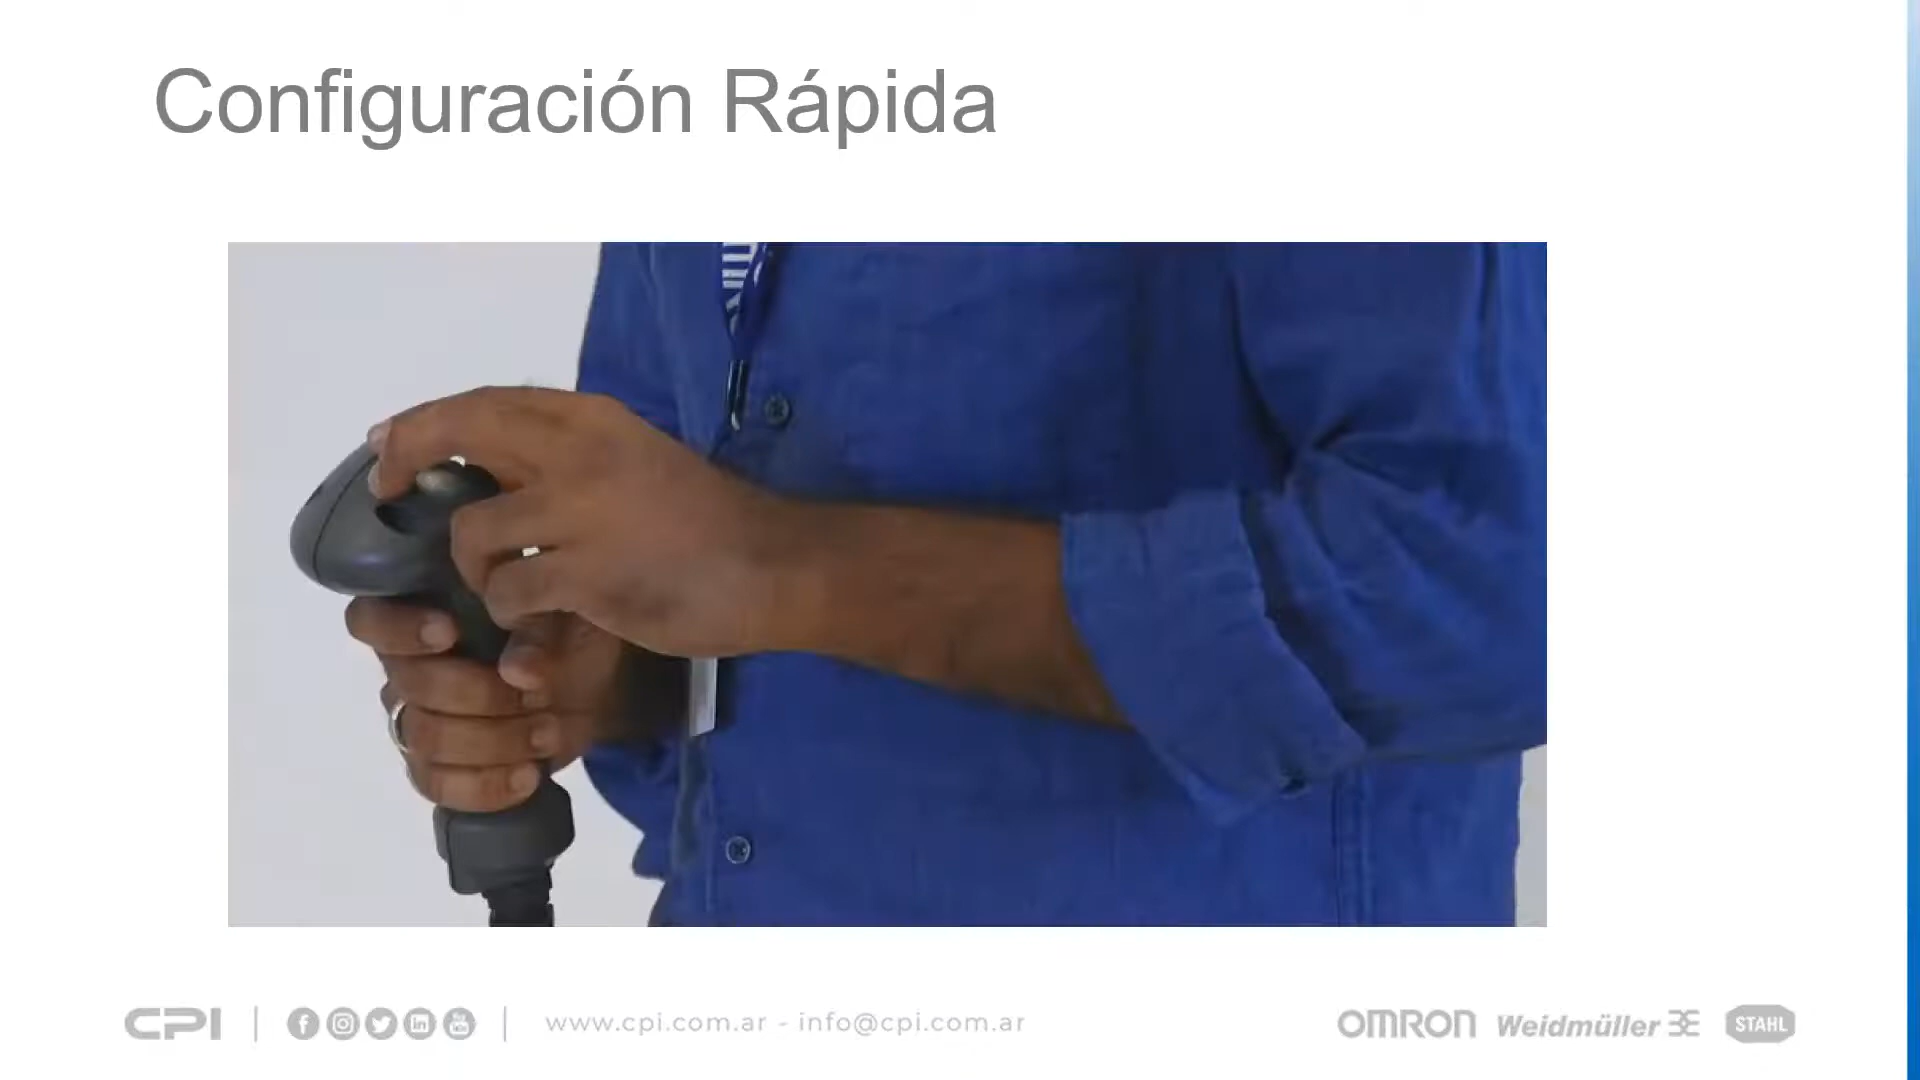 Configuración Rápida
CPI
www.cpi.com.ar - info@cpi.com.ar
OMRON
Weidmüller
STAHL